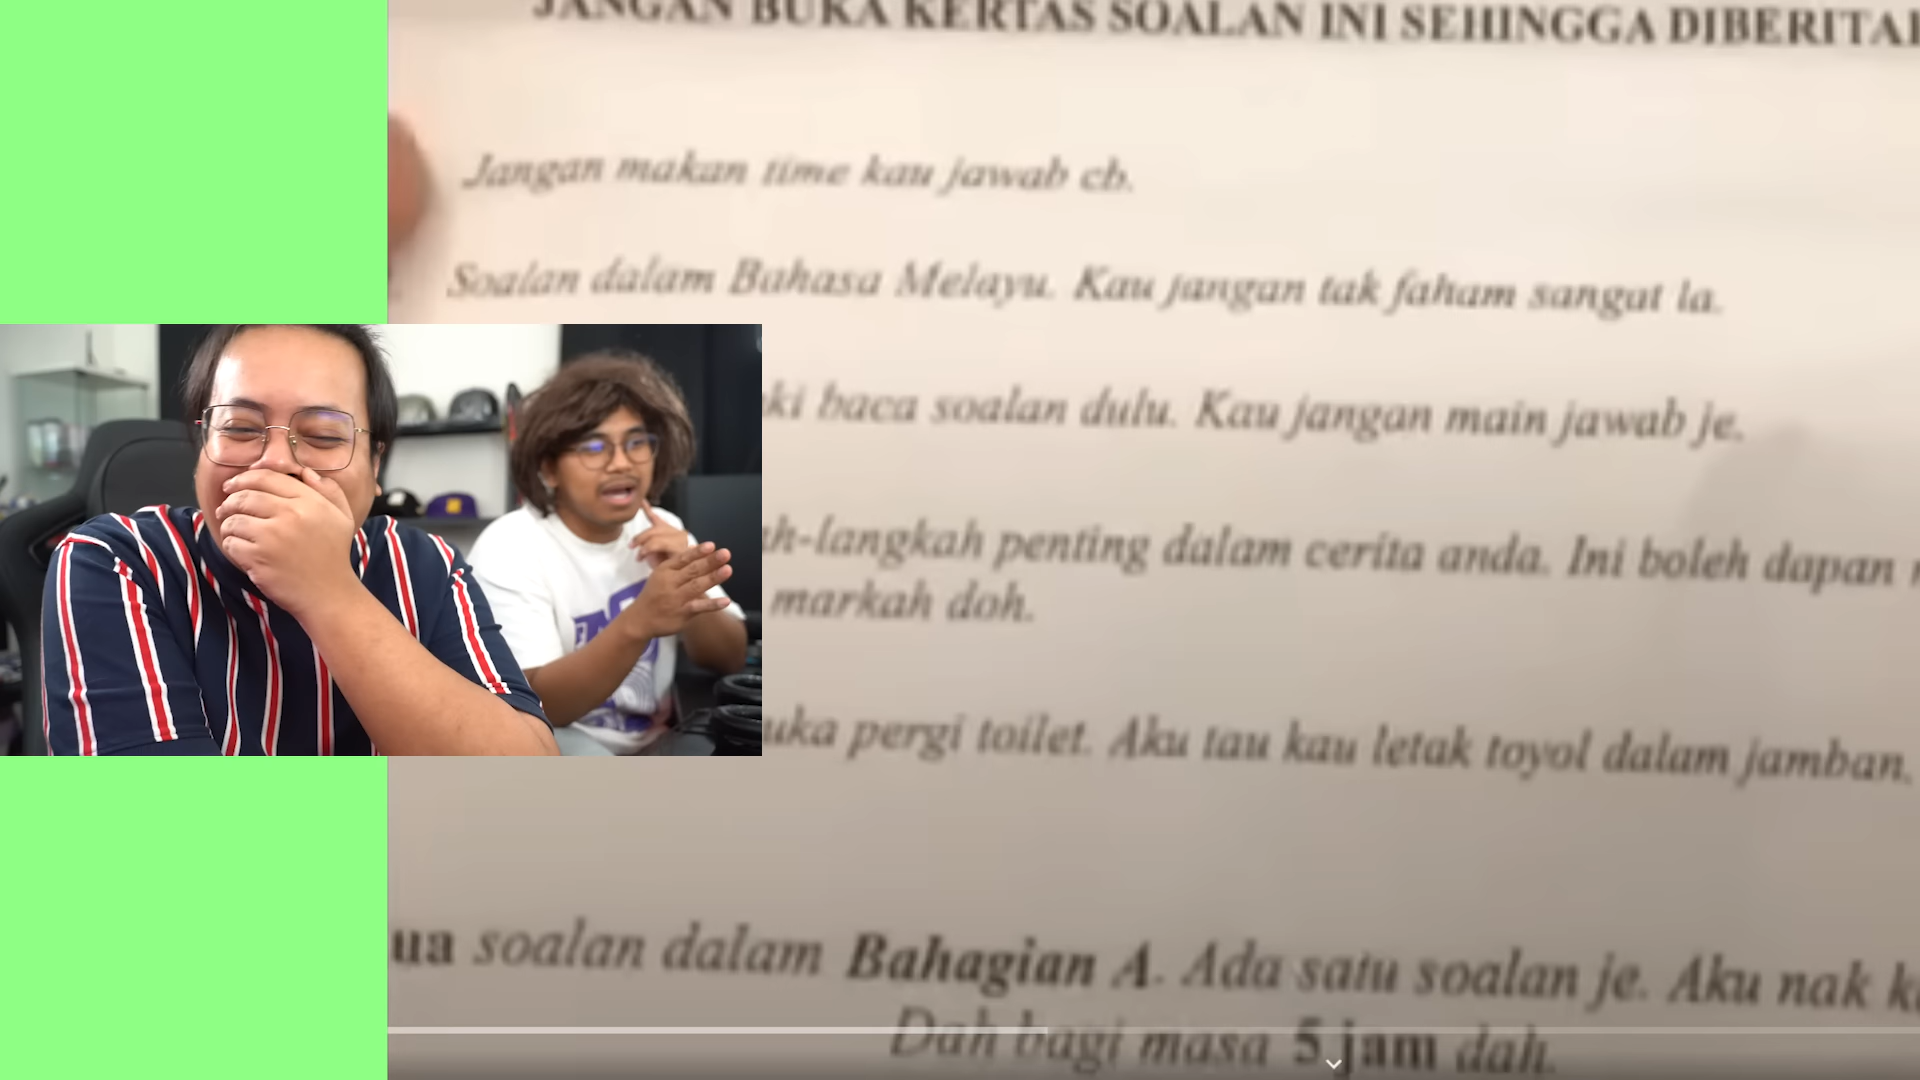 JANGAN BUKA KERTAS SOALAN INI SEHINGGA
Jangan makan time kau jawab cb.
Soalan dalam Bahasa Melayu. Kau jangan tak faham sangat la.
baca soalan dulu. Kau jangan main jawab je.
-langkah penting dalam cerita anda. Ini boleh dapan
markah doh.
pergi toilet. Aku tau kau letak toyol dalam jamban.
soalan dalam Bahagian A. Ada satu soalan je. Aku nak
Dah bagi masa 5 jam dah.